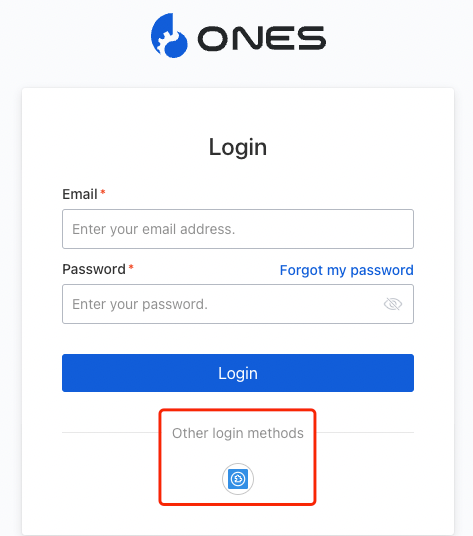 ONES
Login
Email *
Enter your email address.
Password * Forgot my password
Enter your password.
Login
Other login methods